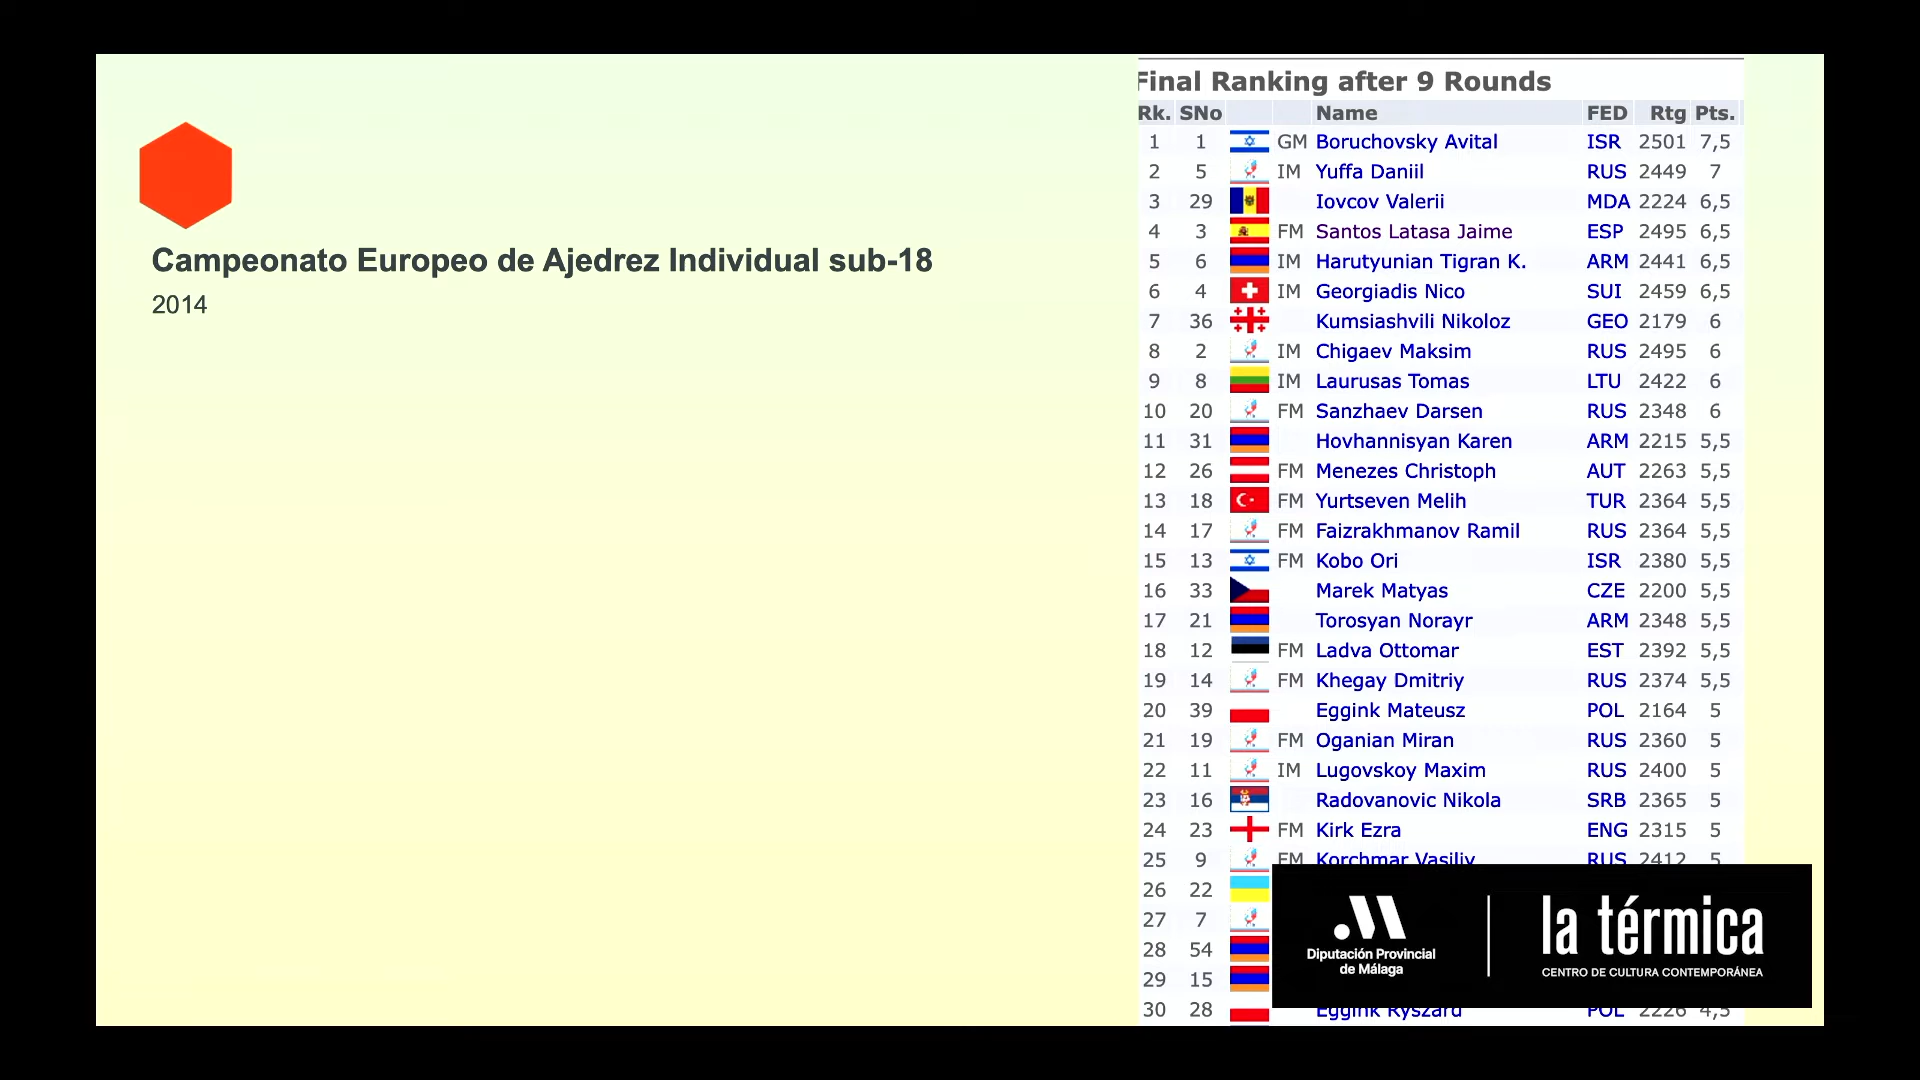 Campeonato Europeo de Ajedrez Individual sub-18
2014
Final Ranking after 9 Rounds
Rk. SNo Name FED Rtg Pts.
1 1 GM Boruchovsky Avital ISR 2501 7,5
2 5 IM Yuffa Daniil RUS 2449 7
3 29 Iovcov Valerii MDA 2224 6,5
4 3 FM Santos Latasa Jaime ESP 2495 6,5
5 6 IM Harutyunian Tigran K. ARM 2441 6,5
6 4 IM Georgiadis Nico SUI 2459 6,5
7 36 Kumsiashvili Nikoloz GEO 2179 6
8 2 IM Chigaev Maksim RUS 2495 6
9 8 IM Laurusas Tomas LTU 2422 6
10 20 FM Sanzhaev Darsen RUS 2348 6
11 31 Hovhannisyan Karen ARM 2215 5,5
12 26 FM Menezes Christoph AUT 2263 5,5
13 18 FM Yurtseven Melih TUR 2364 5,5
14 17 FM Faizrakhmanov Ramil RUS 2364 5,5
15 13 FM Kobo Ori ISR 2380 5,5
16 33 Marek Matyas CZE 2200 5,5
17 21 Torosyan Norayr ARM 2348 5,5
18 12 FM Ladva Ottomar EST 2392 5,5
19 14 FM Khegay Dmitriy RUS 2374 5,5
20 39 Eggink Mateusz POL 2164 5
21 19 FM Oganian Miran RUS 2360 5
22 11 IM Lugovskoy Maxim RUS 2400 5
23 16 Radovanovic Nikola SRB 2365 5
24 23 FM Kirk Ezra ENG 2315 5
25 9 FM Korchmar Vasiliy RUS 2412 5
26 22
27 7
28 54
29 15
30 28 Eggink Ryszard POL 2226 4,5
Diputación Provincial
de Málaga
la térmica
CENTRO DE CULTURA CONTEMPORÁNEA